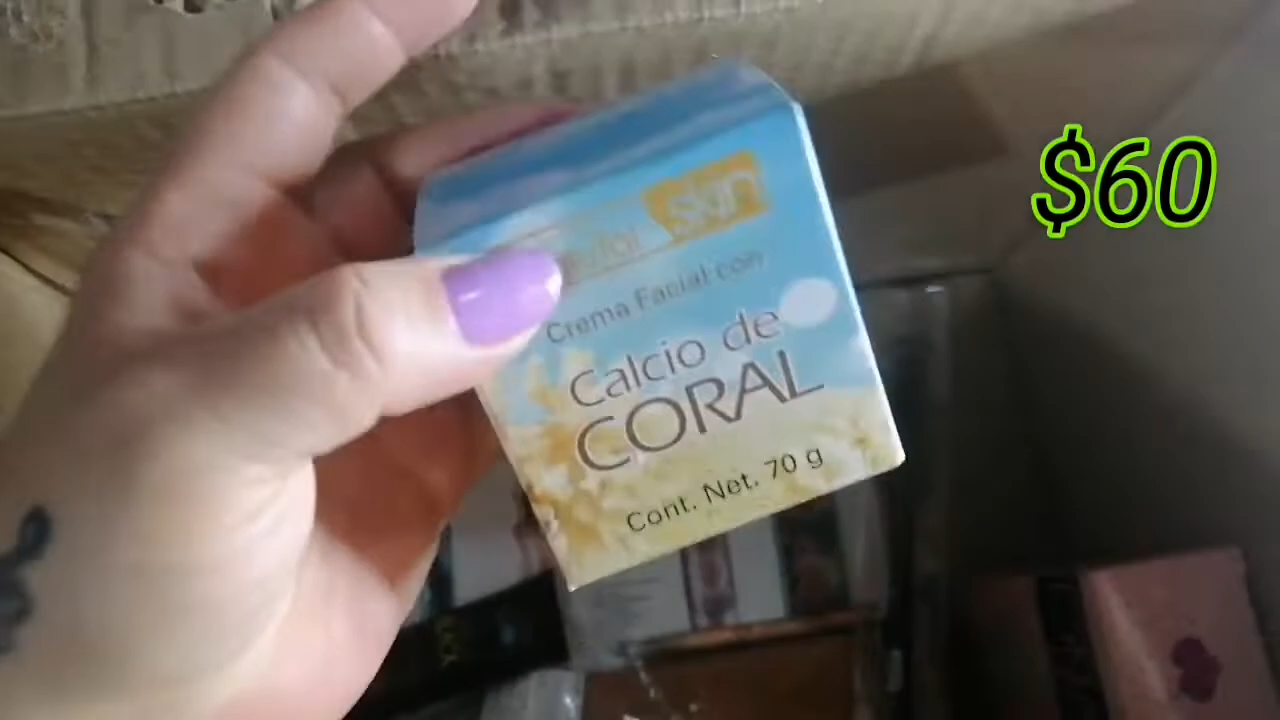 skin
Crema Facial con
Calcio de
CORAL
Cont. Net. 70 g
$60